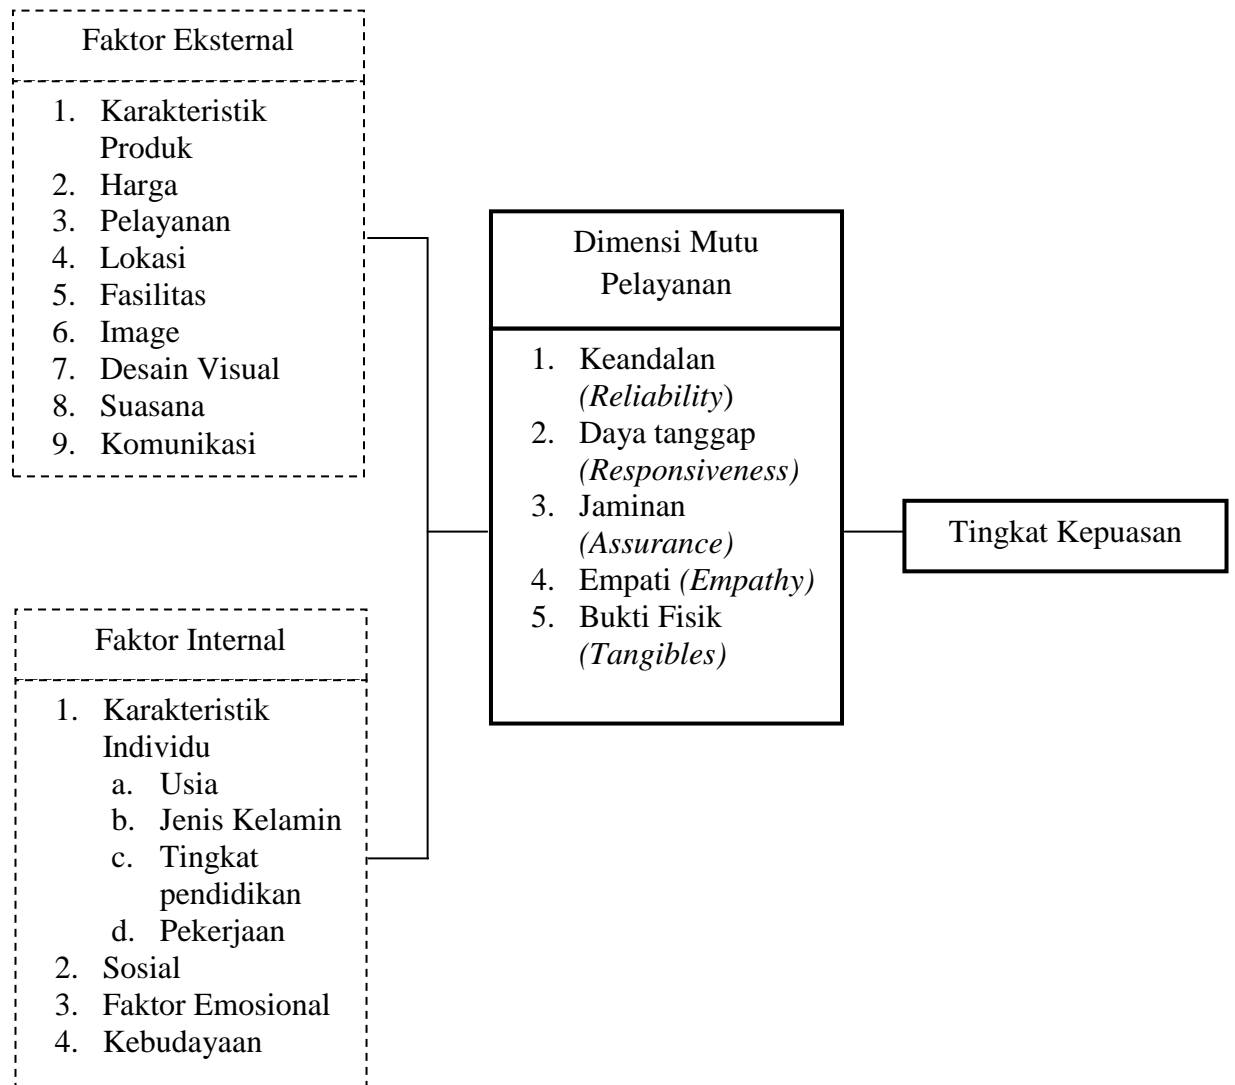 Faktor Eksternal
1. Karakteristik
Produk
2. Harga
3. Pelayanan
4. Lokasi
5. Fasilitas
6. Image
7. Desain Visual
8. Suasana
9. Komunikasi
Faktor Internal
1. Karakteristik
Individu
a. Usia
b. Jenis Kelamin
c. Tingkat
pendidikan
d. Pekerjaan
2. Sosial
3. Faktor Emosional
4. Kebudayaan
Dimensi Mutu
Pelayanan
1. Keandalan
(Reliability)
2. Daya tanggap
(Responsiveness)
3. Jaminan
(Assurance)
4. Empati (Empathy)
5. Bukti Fisik
(Tangibles)
Tingkat Kepuasan